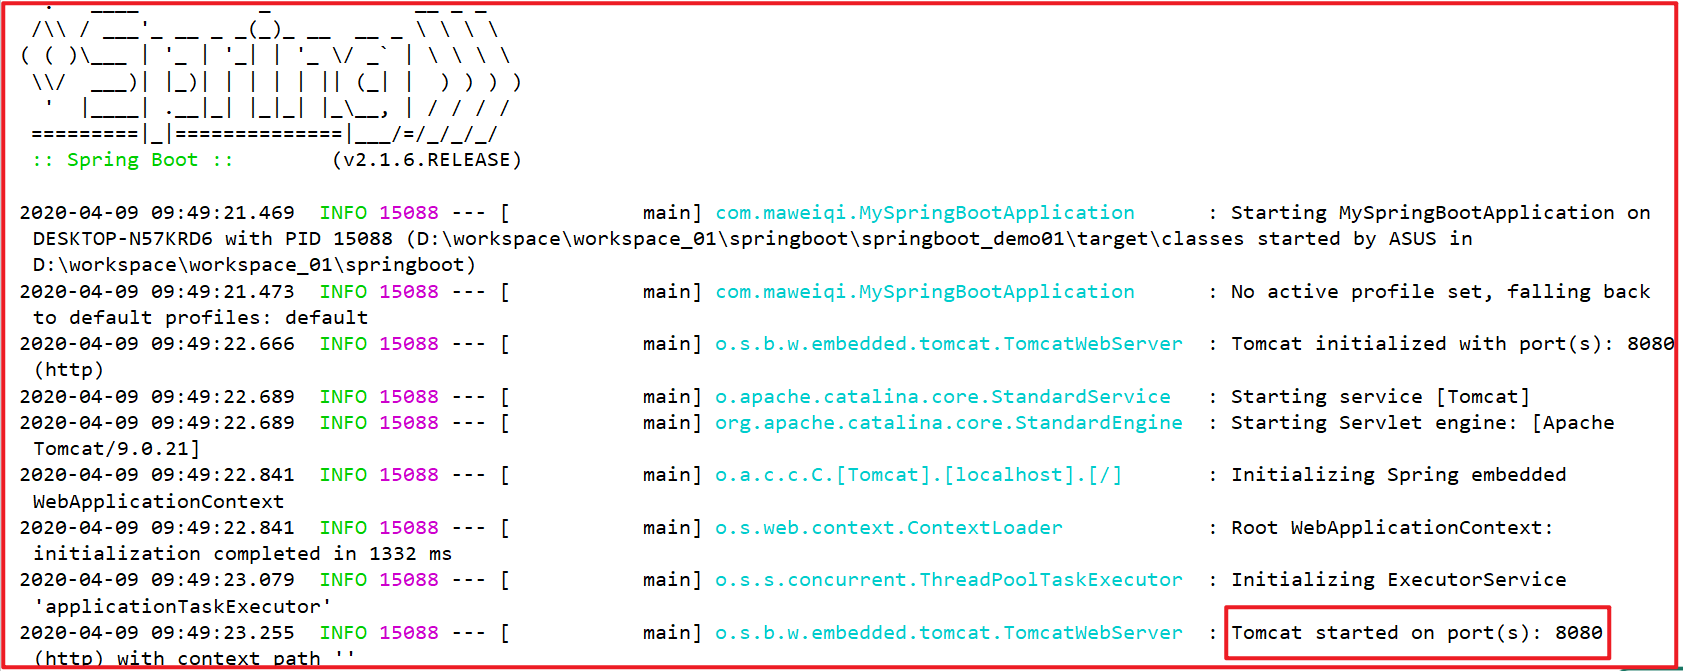 .   ____          _            __ _ _
 /\\ / ___'_ __ _ _(_)_ __  __ _ \ \ \ \
( ( )\___ | '_ | '_| | '_ \/ _` | \ \ \ \
 \\/  ___)| |_)| | | | | || (_| |  ) ) ) )
  '  |____| .__|_| |_|_| |_\__, | / / / /
 =========|_|==============|___/=/_/_/_/
 :: Spring Boot ::        (v2.1.6.RELEASE)
2020-04-09 09:49:21.469  INFO 15088 --- [           main] com.maweiqi.MySpringBootApplication      : Starting MySpringBootApplication on
DESKTOP-N57KRD6 with PID 15088 (D:\workspace\workspace_01\springboot\springboot_demo01\target\classes started by ASUS in
D:\workspace\workspace_01\springboot)
2020-04-09 09:49:21.473  INFO 15088 --- [           main] com.maweiqi.MySpringBootApplication      : No active profile set, falling back
to default profiles: default
2020-04-09 09:49:22.666  INFO 15088 --- [           main] o.s.b.w.embedded.tomcat.TomcatWebServer  : Tomcat initialized with port(s): 8080
(http)
2020-04-09 09:49:22.689  INFO 15088 --- [           main] o.apache.catalina.core.StandardService   : Starting service [Tomcat]
2020-04-09 09:49:22.689  INFO 15088 --- [           main] org.apache.catalina.core.StandardEngine  : Starting Servlet engine: [Apache
Tomcat/9.0.21]
2020-04-09 09:49:22.841  INFO 15088 --- [           main] o.a.c.c.C.[Tomcat].[localhost].[/]       : Initializing Spring embedded
WebApplicationContext
2020-04-09 09:49:22.841  INFO 15088 --- [           main] o.s.web.context.ContextLoader            : Root WebApplicationContext:
initialization completed in 1332 ms
2020-04-09 09:49:23.079  INFO 15088 --- [           main] o.s.s.concurrent.ThreadPoolTaskExecutor  : Initializing ExecutorService
'applicationTaskExecutor'
2020-04-09 09:49:23.255  INFO 15088 --- [           main] o.s.b.w.embedded.tomcat.TomcatWebServer  : Tomcat started on port(s): 8080
(http) with context path ''